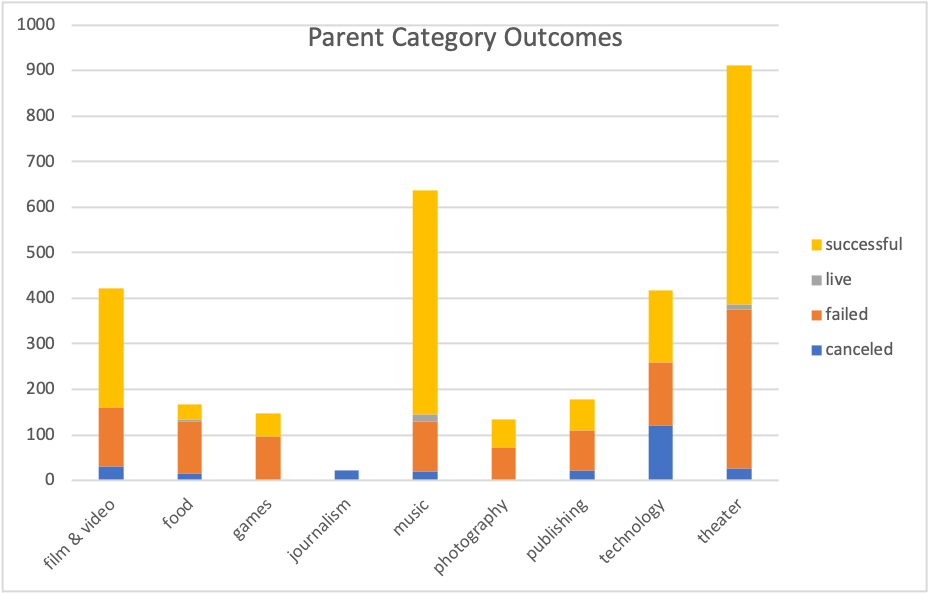 Parent Category Outcomes
1000
900
800
700
600
500
400
300
200
100
0
film & video
food
games
journalism
music
photography
publishing
technology
theater
successful
live
failed
canceled